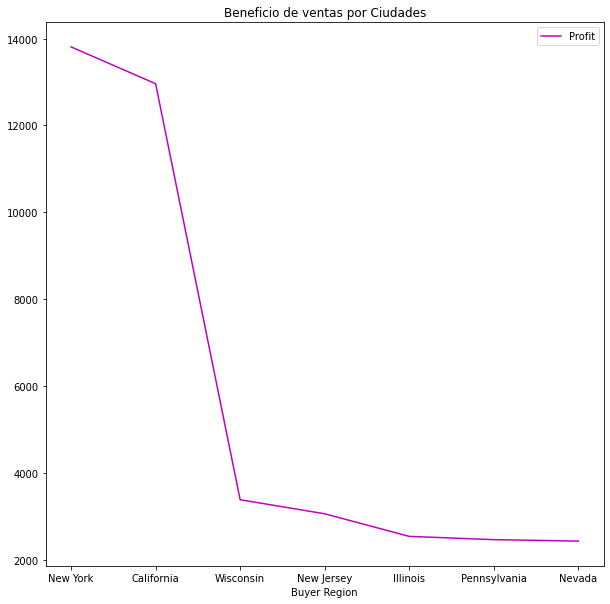 Beneficio de ventas por Ciudades
Profit
14000
12000
10000
8000
6000
4000
2000
New York California Wisconsin New Jersey Illinois Pennsylvania Nevada
Buyer Region